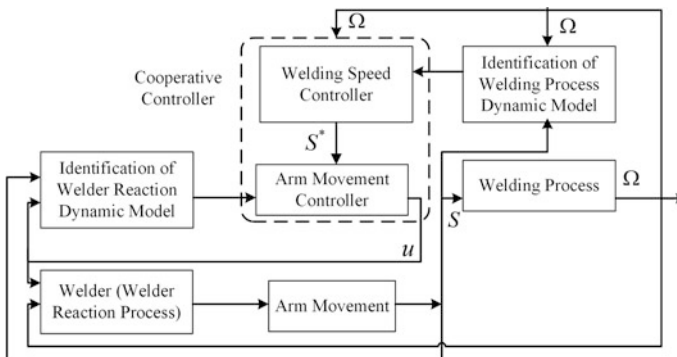 Ω
Ω
Cooperative
Controller
Welding Speed
Controller
Identification of
Welding Process
Dynamic Model
S*
Identification of
Welder Reaction
Dynamic Model
Arm Movement
Controller
Welding Process
Ω
S
u
Welder (Welder
Reaction Process)
Arm Movement